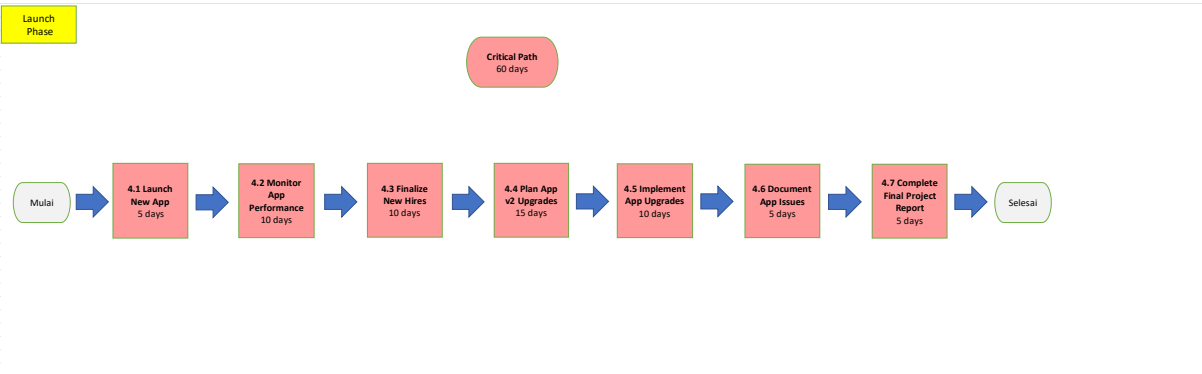 Launch
Phase
Critical Path
60 days
Mulai
4.1 Launch
New App
5 days
4.2 Monitor
App
Performance
10 days
4.3 Finalize
New Hires
10 days
4.4 Plan App
v2 Upgrades
15 days
4.5 Implement
App Upgrades
10 days
4.6 Document
App Issues
5 days
4.7 Complete
Final Project
Report
5 days
Selesai